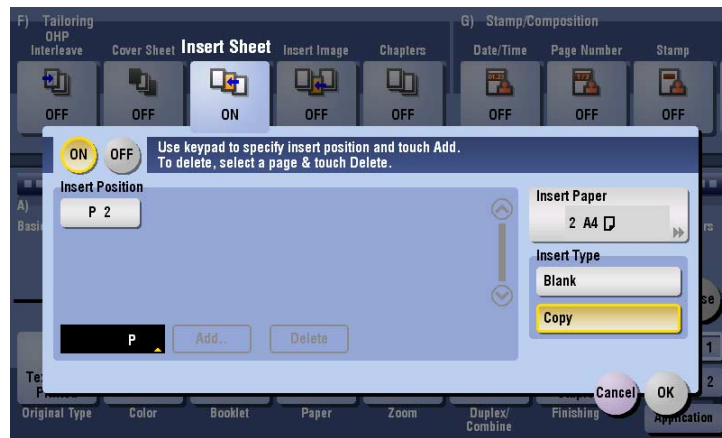 F) Tailoring
G) Stamp/Composition
OHP
Interleave
Cover Sheet
Insert Sheet
Insert Image
Chapters
Date/Time
Page Number
Stamp
OFF
OFF
ON
OFF
OFF
OFF
OFF
OFF
ON
OFF
Use keypad to specify insert position and touch Add.
To delete, select a page & touch Delete.
Insert Position
P 2
Insert Paper
2 A4
Insert Type
Blank
Copy
A)
P
Add..
Delete
1
2
Cancel
OK
Original Type
Color
Booklet
Paper
Zoom
Duplex/
Combine
Finishing
Application